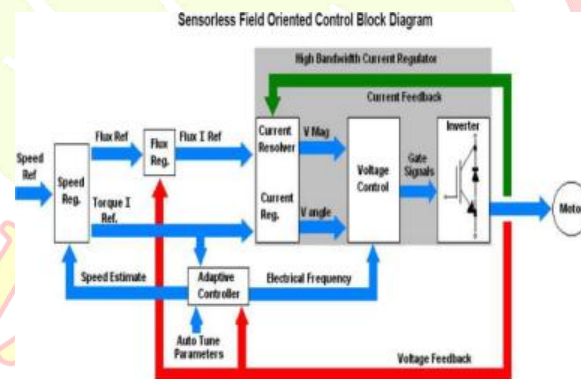 Sensorless Field Oriented Control Block Diagram
High Bandwidth Current Regulator
Current Feedback
Speed
Ref
Speed
Reg.
Flux Ref
Flux
Reg.
Flux I Ref
Torque I
Ref.
Current
Resolver
Current
Reg.
V Mag
V angle
Voltage
Control
Gate
Signals
Inverter
Motor
Speed Estimate
Adaptive
Controller
Electrical Frequency
Auto Tune
Parameters
Voltage Feedback